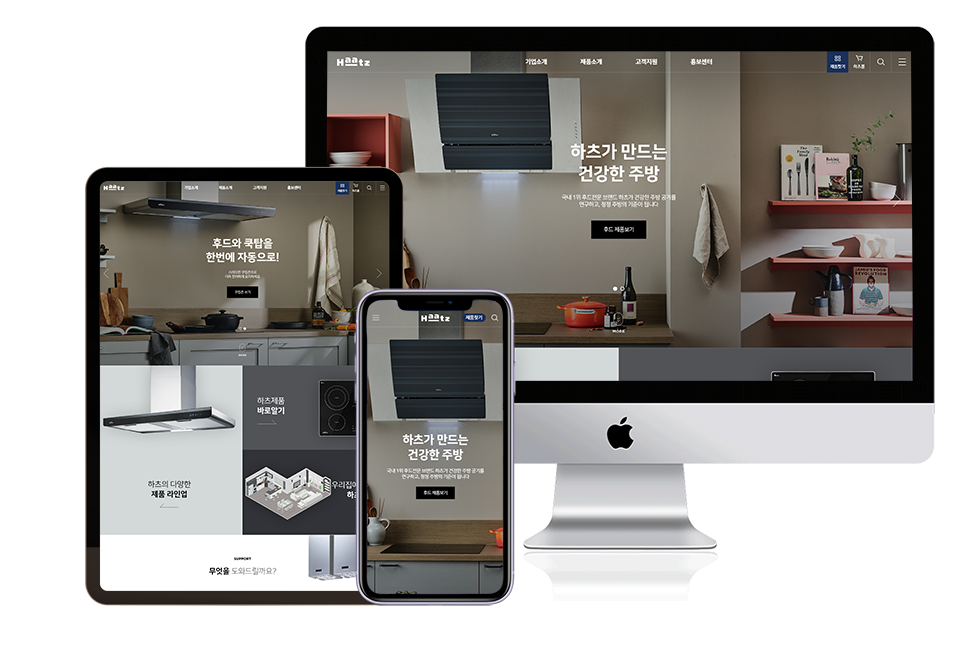 Haatz
기업소개 제품소개 고객지원 홍보센터
제품찾기 하츠몰
하츠가 만드는
건강한 주방
국내 1위 후드전문 브랜드 하츠가 건강한 주방 공기를
연구하고, 청정 주방의 기준이 됩니다
후드 제품보기
MORE
The
Family
Meal
JAMIE'S FOOD
REVOLUTION
Haatz
기업소개 제품소개 고객지원 홍보센터
제품찾기 하츠몰
후드와 쿡탑을
한번에 자동으로!
MORE
하츠제품
바로알기
하츠의 다양한
제품 라인업
우리집에
SUPPORT
무엇을 도와드릴까요?
Haatz
제품찾기
하츠가 만드는
건강한 주방
국내 1위 후드전문 브랜드 하츠가 건강한 주방 공기를
연구하고, 청정 주방의 기준이 됩니다
후드 제품보기